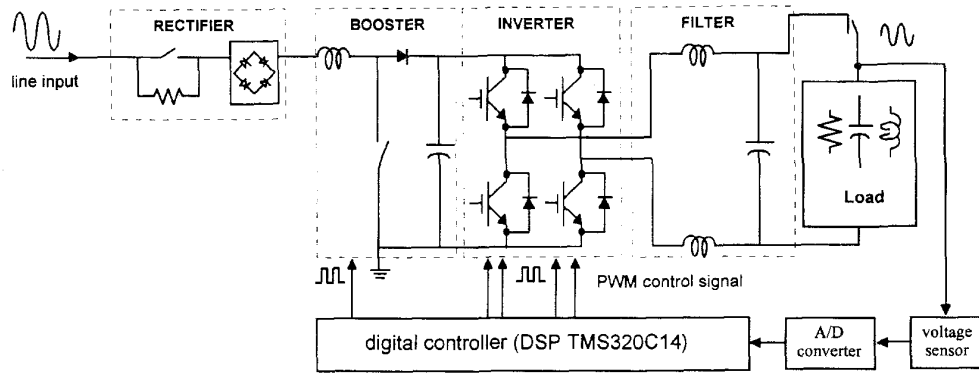 RECTIFIER
BOOSTER
INVERTER
FILTER
line input
Load
PWM control signal
digital controller (DSP TMS320C14)
A/D
converter
voltage
sensor